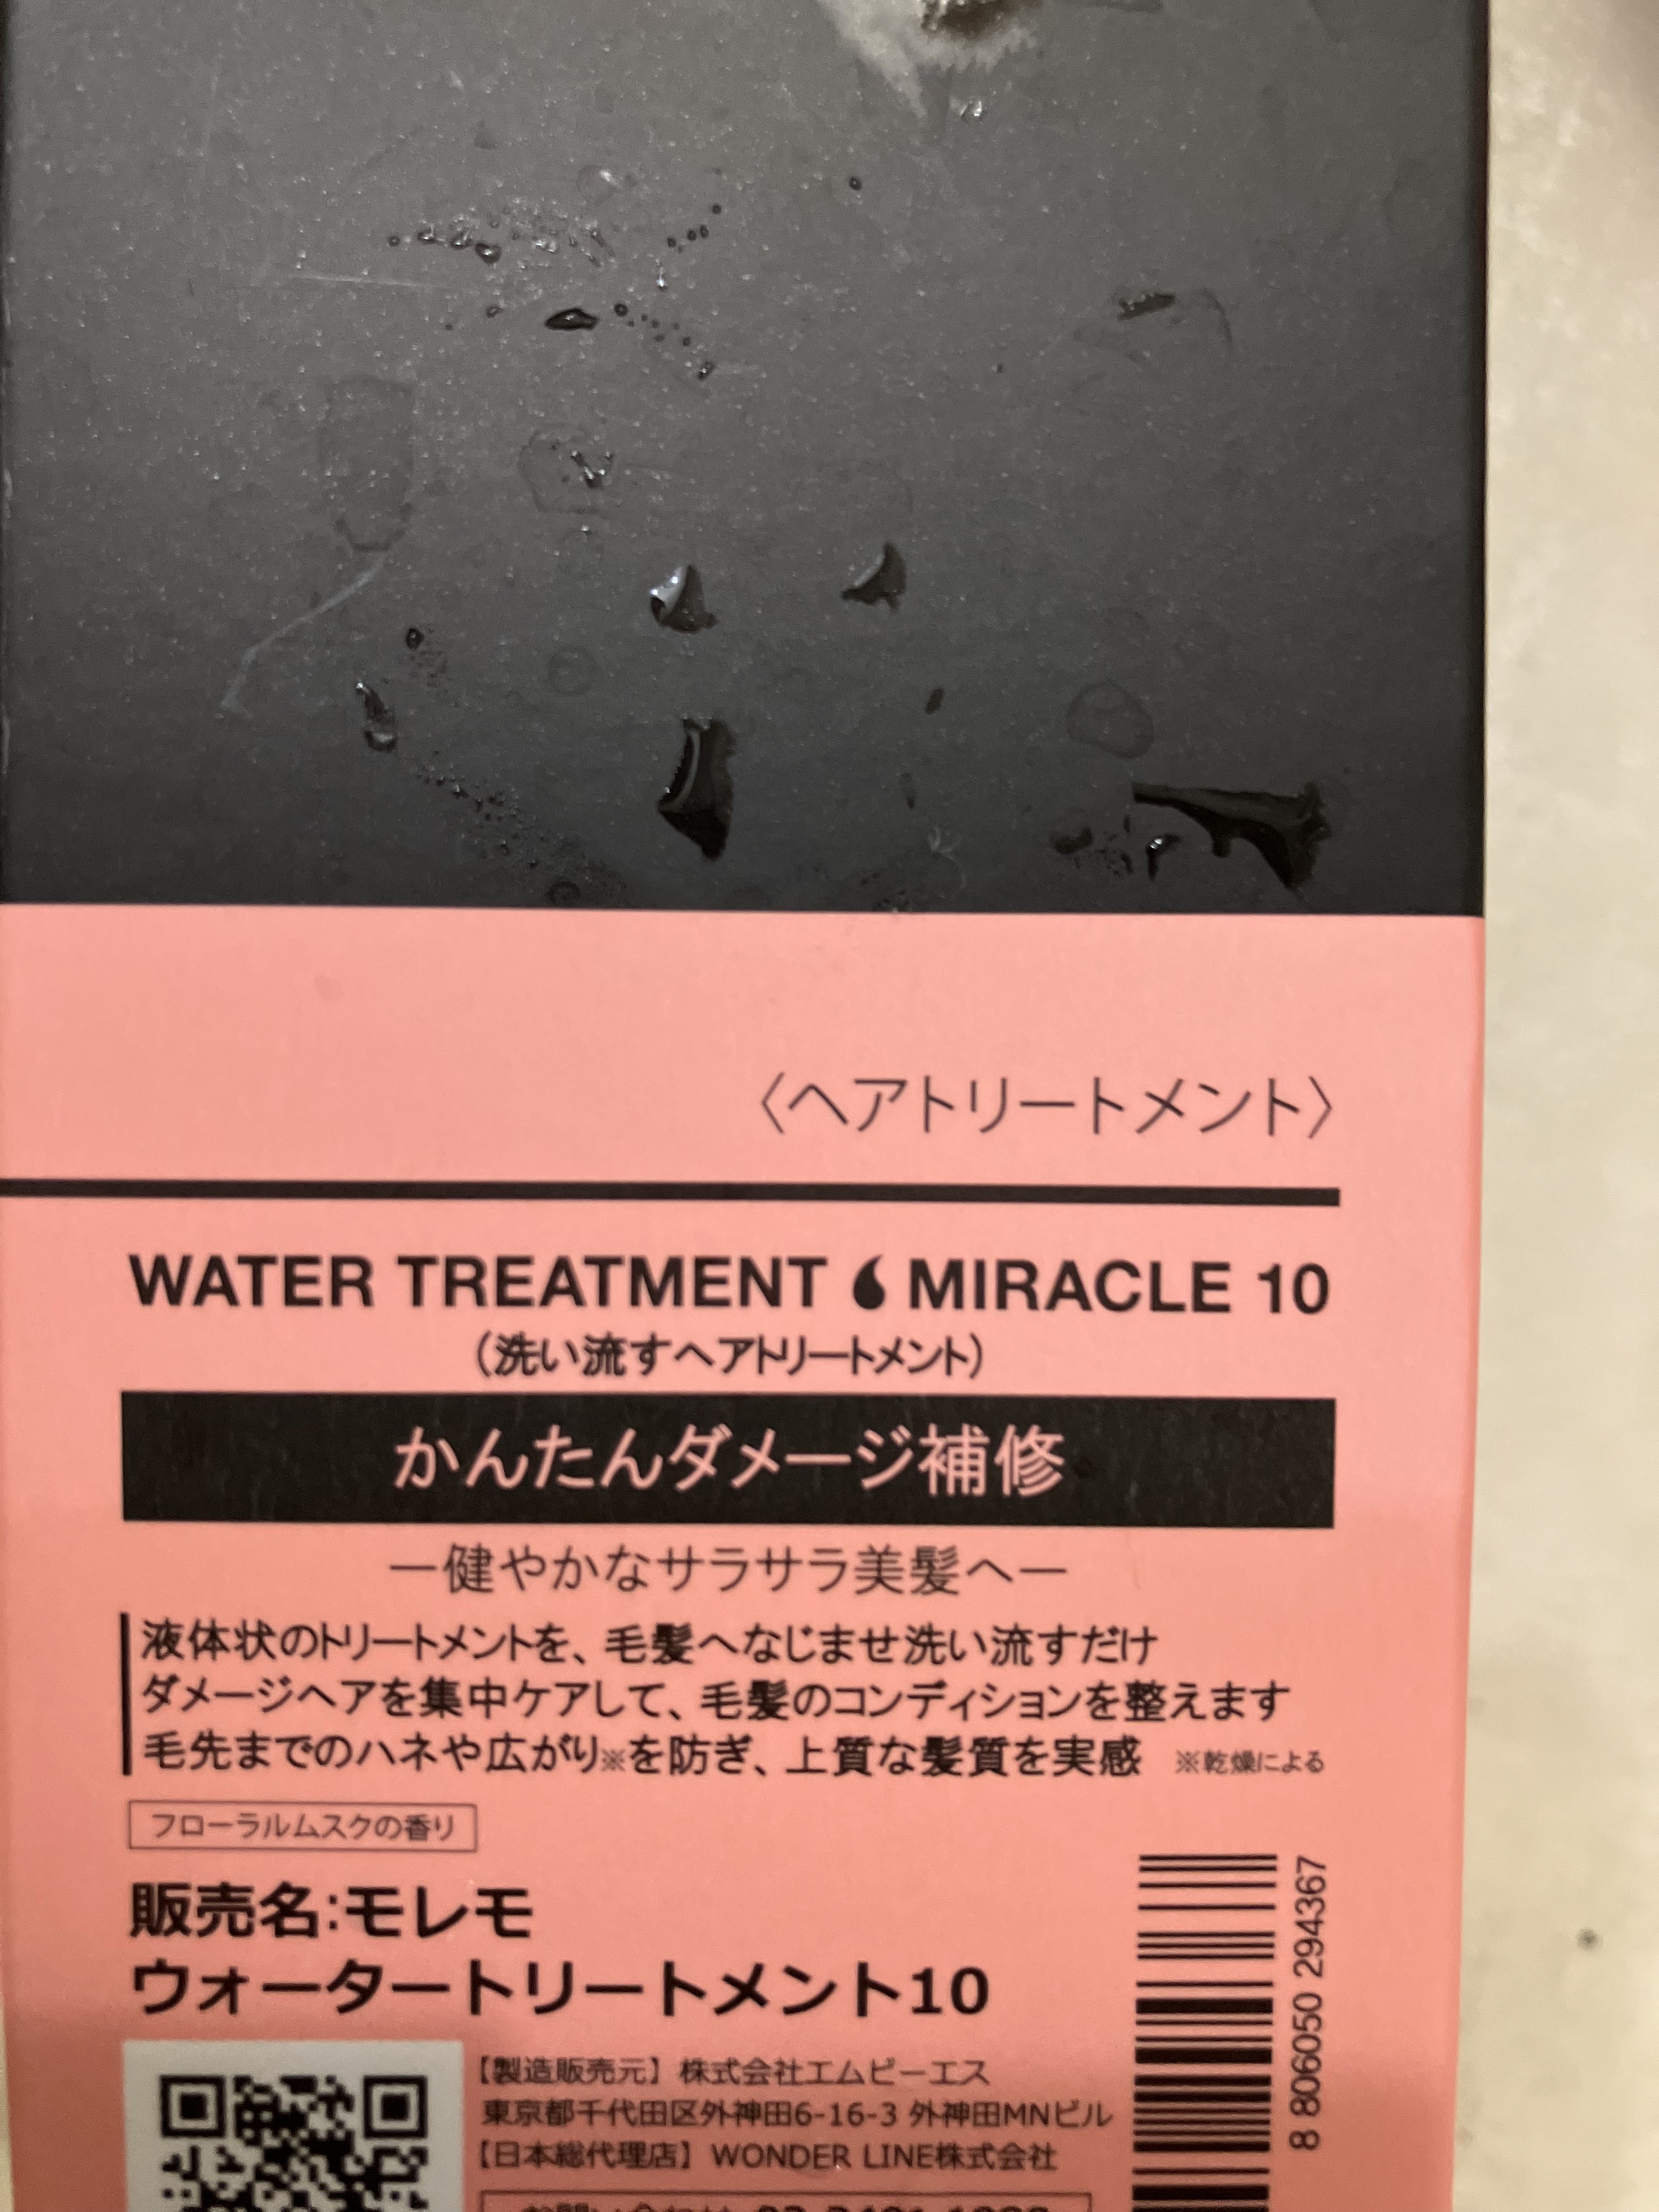 〈ヘアトリートメント〉
WATER TREATMENT MIRACLE 10
(洗い流すヘアトリートメント)
かんたんダメージ補修
ー健やかなサラサラ美髪へー
液体状のトリートメントを、毛髪へなじませ洗い流すだけ
ダメージヘアを集中ケアして、毛髪のコンディションを整えます
毛先までのハネや広がり※を防ぎ、上質な髪質を実感 ※乾燥による
フローラルムスクの香り
販売名:モレモ
ウォータートリートメント10
8 806050 294367
【製造販売元】株式会社エムピーエス
東京都千代田区外神田6-16-3 外神田MNビル
【日本総代理店】WONDER LINE株式会社